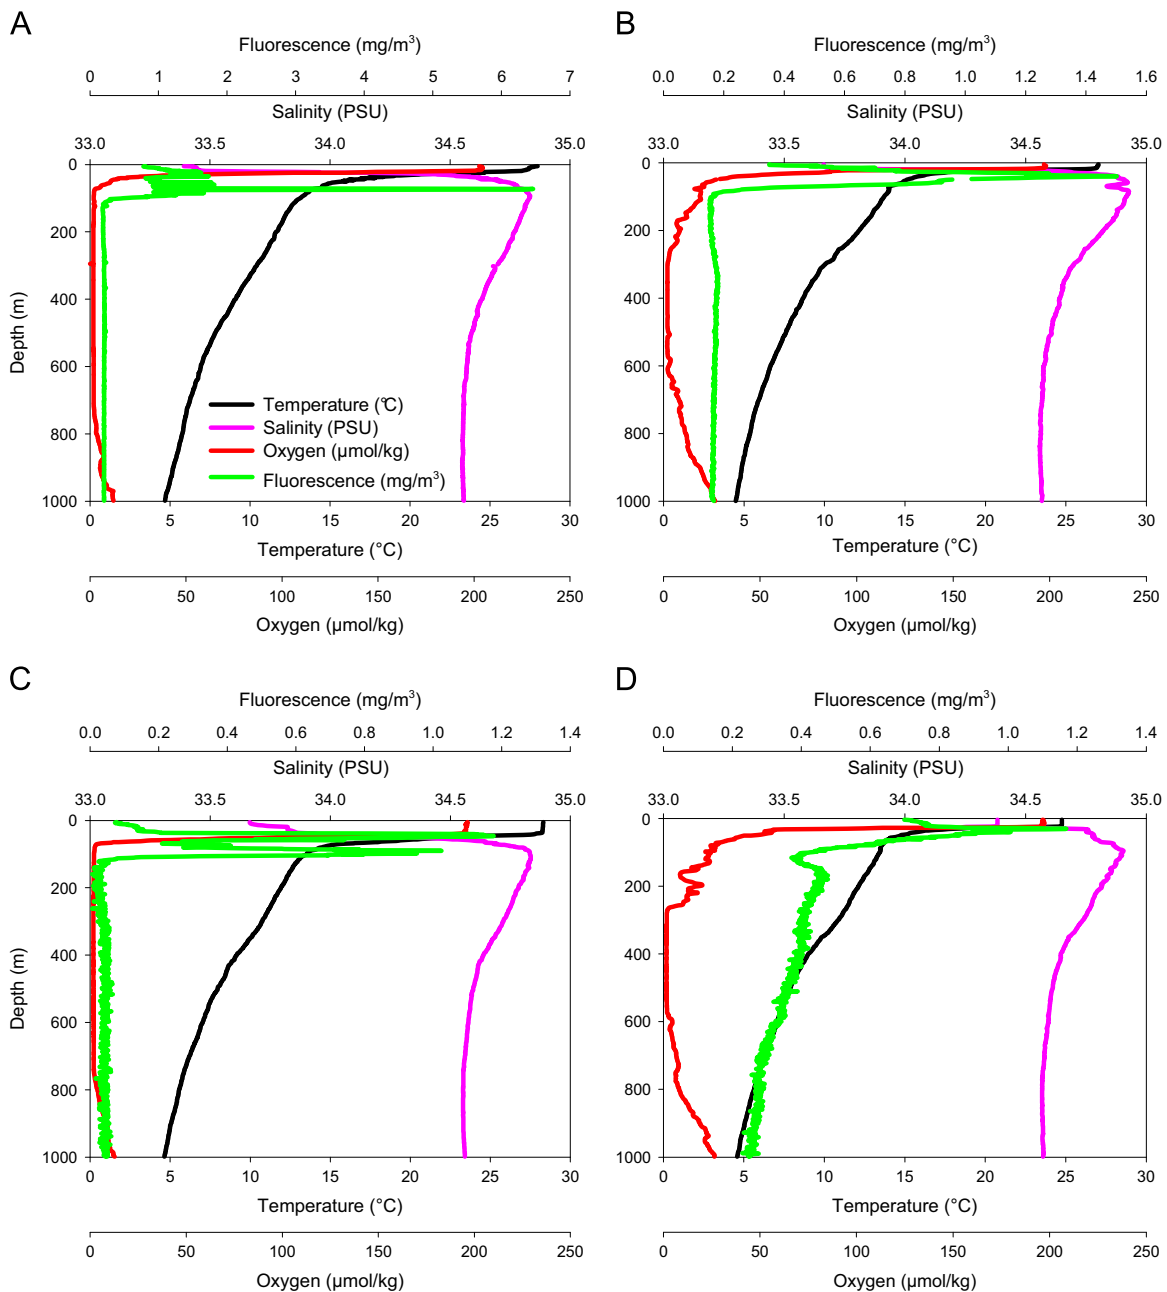 A
Fluorescence (mg/m³)
0 1 2 3 4 5 6 7
Salinity (PSU)
33.0 33.5 34.0 34.5 35.0
0
200
400
600
800
1000
Depth (m)
Temperature (°C)
Salinity (PSU)
Oxygen (µmol/kg)
Fluorescence (mg/m³)
0 5 10 15 20 25 30
Temperature (°C)
0 50 100 150 200 250
Oxygen (µmol/kg)
B
Fluorescence (mg/m³)
0.0 0.2 0.4 0.6 0.8 1.0 1.2 1.4 1.6
Salinity (PSU)
33.0 33.5 34.0 34.5 35.0
0
200
400
600
800
1000
0 5 10 15 20 25 30
Temperature (°C)
0 50 100 150 200 250
Oxygen (µmol/kg)
C
Fluorescence (mg/m³)
0.0 0.2 0.4 0.6 0.8 1.0 1.2 1.4
Salinity (PSU)
33.0 33.5 34.0 34.5 35.0
0
200
400
600
800
1000
Depth (m)
0 5 10 15 20 25 30
Temperature (°C)
0 50 100 150 200 250
Oxygen (µmol/kg)
D
Fluorescence (mg/m³)
0.0 0.2 0.4 0.6 0.8 1.0 1.2 1.4
Salinity (PSU)
33.0 33.5 34.0 34.5 35.0
0
200
400
600
800
1000
0 5 10 15 20 25 30
Temperature (°C)
0 50 100 150 200 250
Oxygen (µmol/kg)